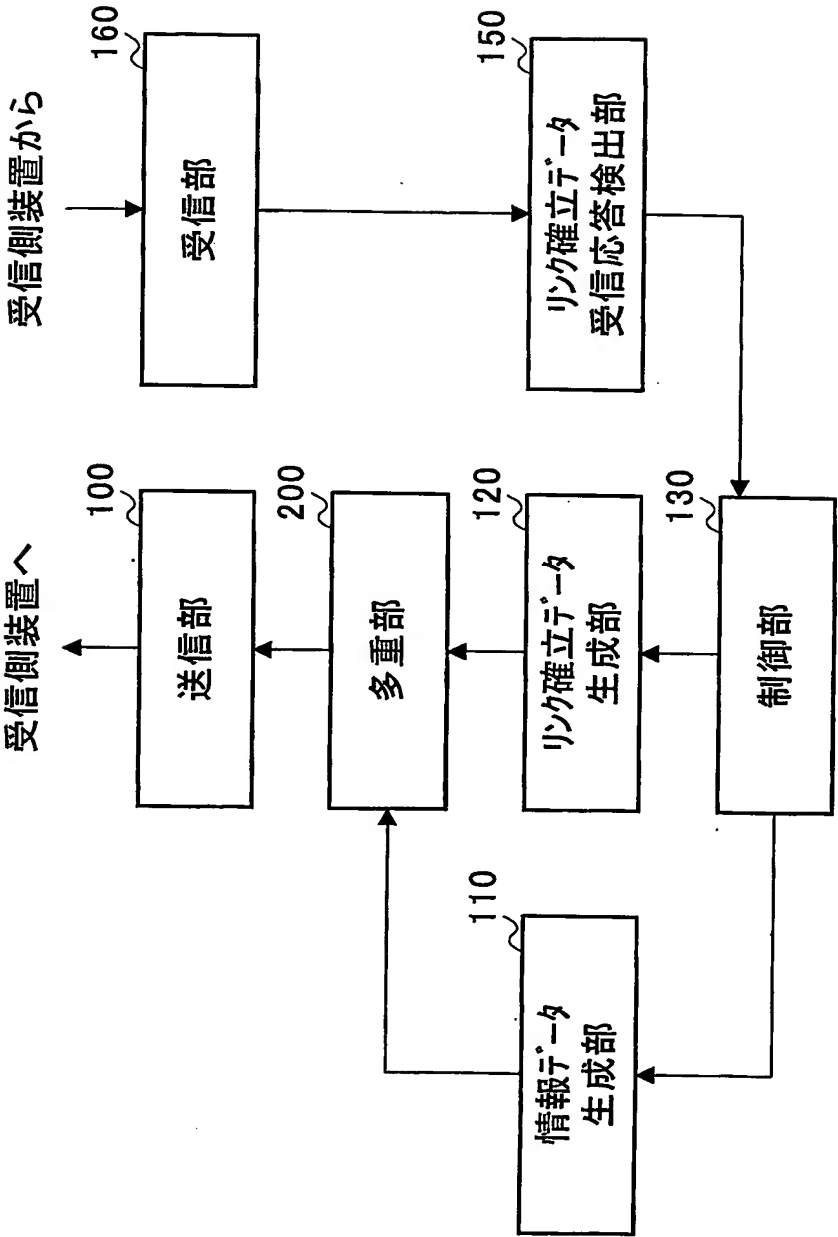 受信側装置へ
受信側装置から
100
送信部
160
受信部
200
多重部
110
情報データ
生成部
120
リンク確立データ
生成部
150
リンク確立データ
受信応答検出部
130
制御部